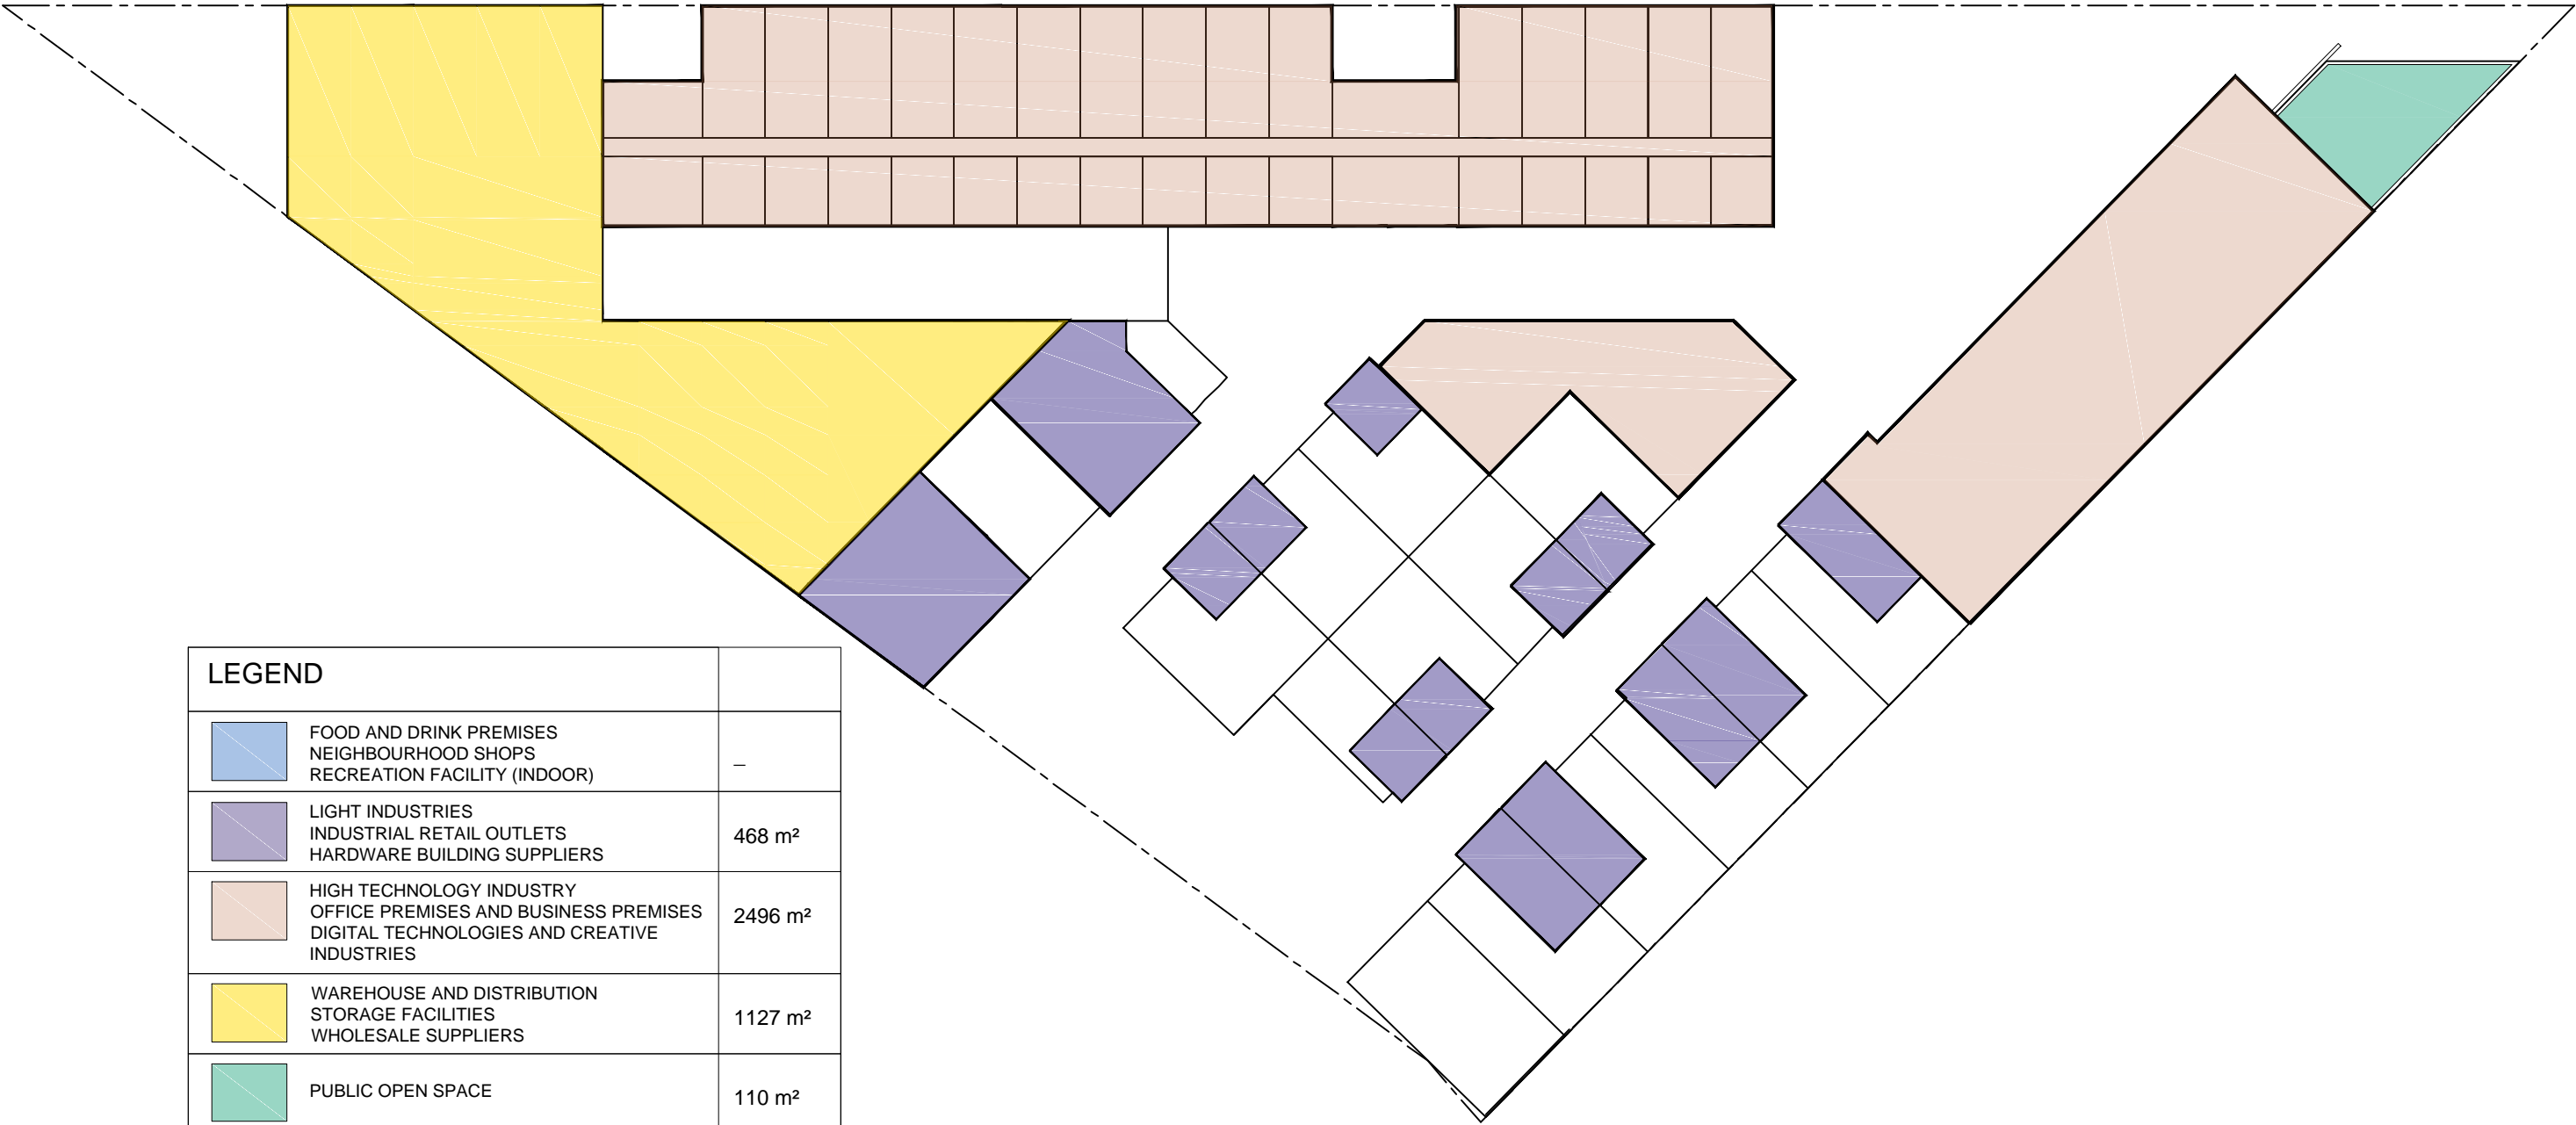 LEGEND
FOOD AND DRINK PREMISES
NEIGHBOURHOOD SHOPS
RECREATION FACILITY (INDOOR)
–
LIGHT INDUSTRIES
INDUSTRIAL RETAIL OUTLETS
HARDWARE BUILDING SUPPLIERS
468 m²
HIGH TECHNOLOGY INDUSTRY
OFFICE PREMISES AND BUSINESS PREMISES
DIGITAL TECHNOLOGIES AND CREATIVE
INDUSTRIES
2496 m²
WAREHOUSE AND DISTRIBUTION
STORAGE FACILITIES
WHOLESALE SUPPLIERS
1127 m²
PUBLIC OPEN SPACE
110 m²